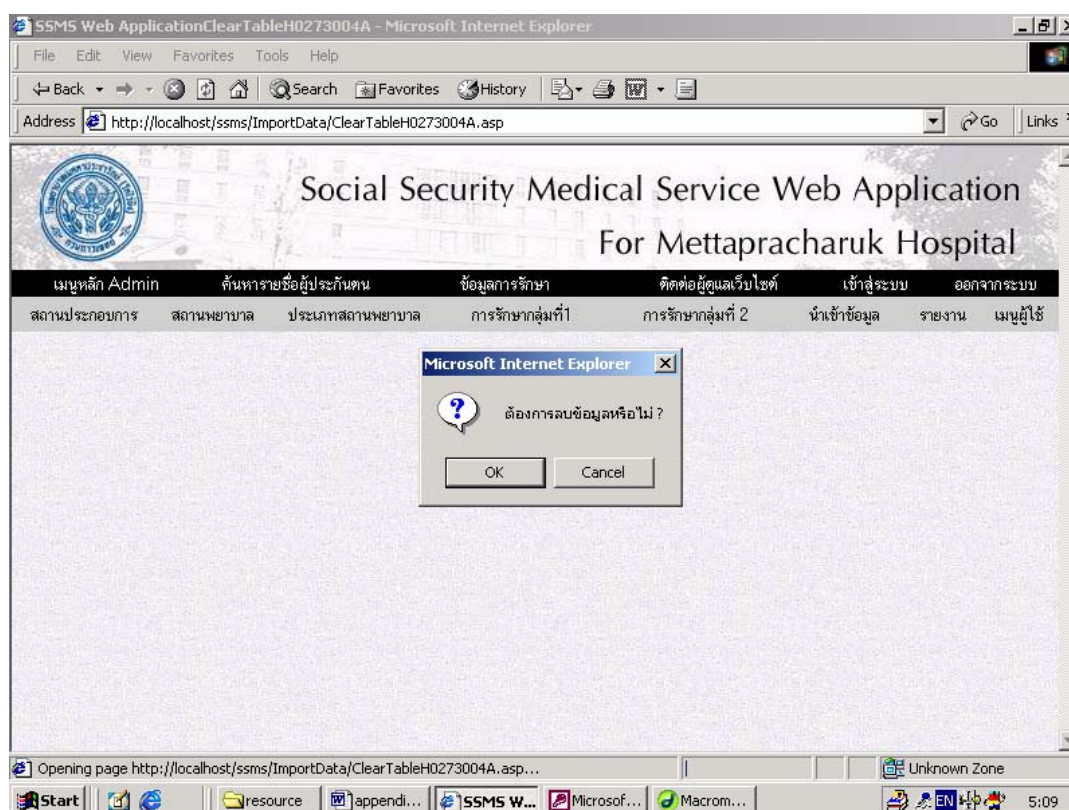 SSMS Web ApplicationClearTableH0273004A - Microsoft Internet Explorer
File Edit View Favorites Tools Help
Back Search Favorites History
Address http://localhost/ssms/ImportData/ClearTableH0273004A.asp Go Links
Social Security Medical Service Web Application
For Mettapracharuk Hospital
เมนูหลัก Admin ค้นหารายชื่อผู้ประกันตน ข้อมูลการรักษา ติดต่อผู้ดูแลเว็บไซต์ เข้าสู่ระบบ ออกจากระบบ
สถานประกอบการ สถานพยาบาล ประเภทสถานพยาบาล การรักษากลุ่มที่1 การรักษากลุ่มที่ 2 นำเข้าข้อมูล รายงาน เมนูผู้ใช้
Microsoft Internet Explorer
ต้องการลบข้อมูลหรือไม่ ?
OK Cancel
Opening page http://localhost/ssms/ImportData/ClearTableH0273004A.asp... Unknown Zone
Start resource appendi... SSMS W... Microsof... Macrom... EN 5:09